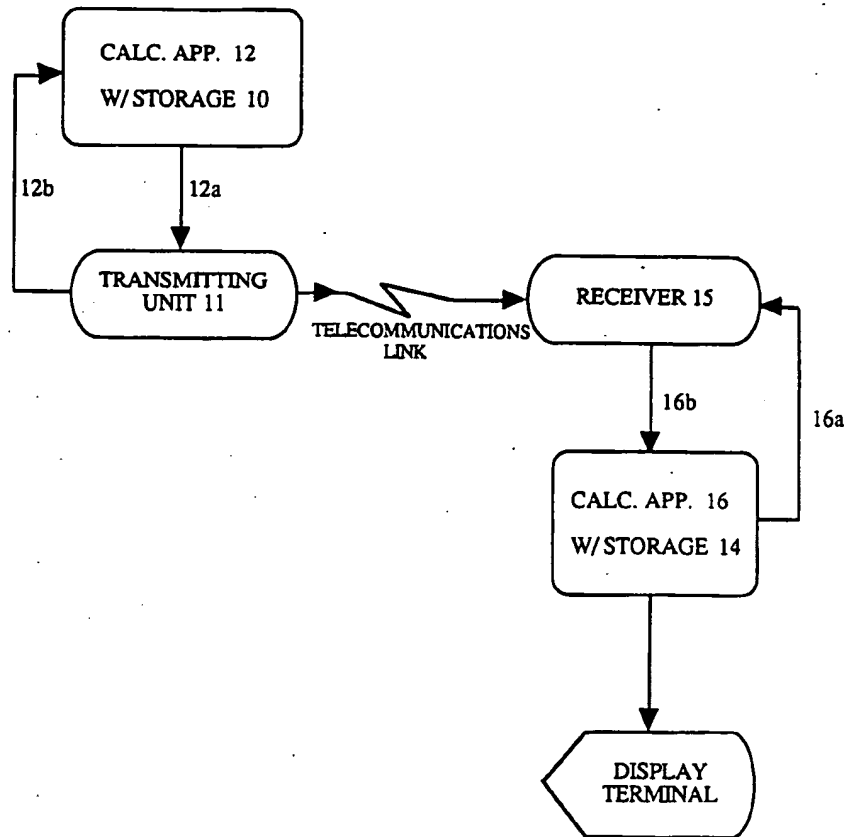 CALC. APP. 12
W/ STORAGE 10
12b
12a
TRANSMITTING
UNIT 11
TELECOMMUNICATIONS
LINK
RECEIVER 15
16b
16a
CALC. APP. 16
W/ STORAGE 14
DISPLAY
TERMINAL